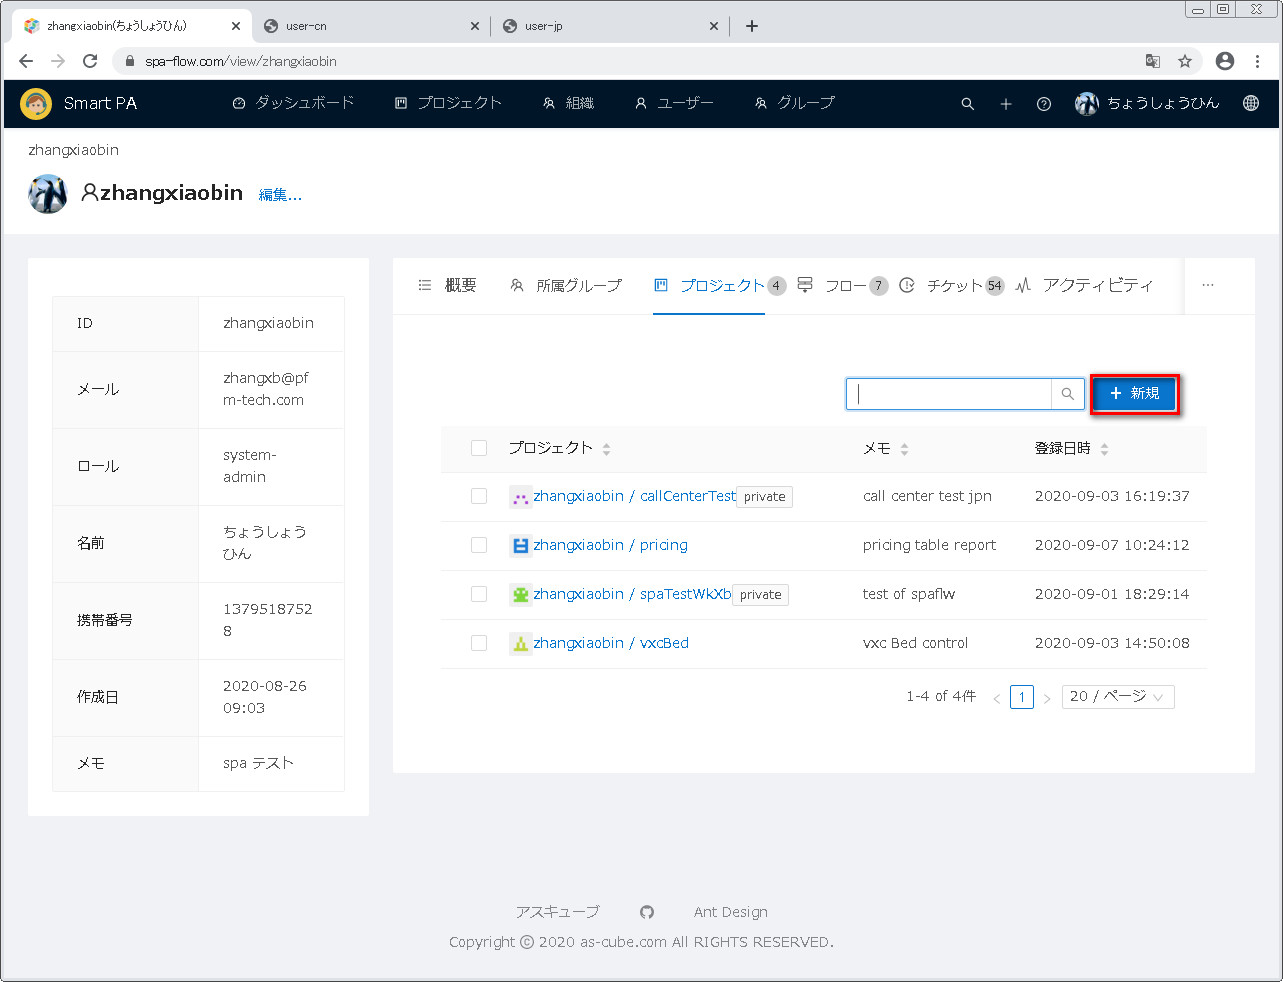 zhangxiaobin(ちょうしょうひん)
user-cn
user-jp
spa-flow.com/view/zhangxiaobin
Smart PA
ダッシュボード
プロジェクト
組織
ユーザー
グループ
ちょうしょうひん
zhangxiaobin
zhangxiaobin 編集...
ID zhangxiaobin
メール zhangxb@pf
m-tech.com
ロール system-
admin
名前 ちょうしょう
ひん
携帯番号 1379518752
8
作成日 2020-08-26
09:03
メモ spa テスト
概要 所属グループ プロジェクト 4 フロー 7 チケット 54 アクティビティ ...
+ 新規
プロジェクト メモ 登録日時
zhangxiaobin / callCenterTest private call center test jpn 2020-09-03 16:19:37
zhangxiaobin / pricing pricing table report 2020-09-07 10:24:12
zhangxiaobin / spaTestWkXb private test of spaflw 2020-09-01 18:29:14
zhangxiaobin / vxcBed vxc Bed control 2020-09-03 14:50:08
1-4 of 4件 < 1 > 20 / ページ
アスキューブ Ant Design
Copyright © 2020 as-cube.com All RIGHTS RESERVED.